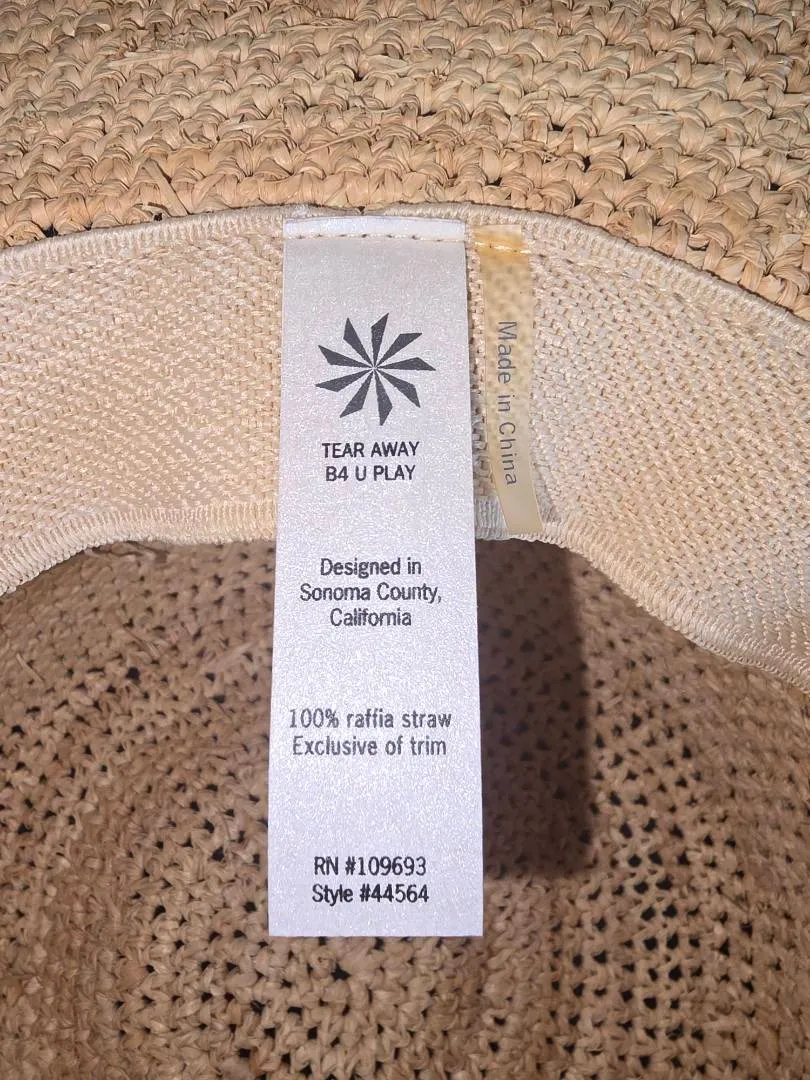 TEAR AWAY
B4 U PLAY
Designed in
Sonoma County,
California
100% raffia straw
Exclusive of trim
RN #109693
Style #44564
Made in China